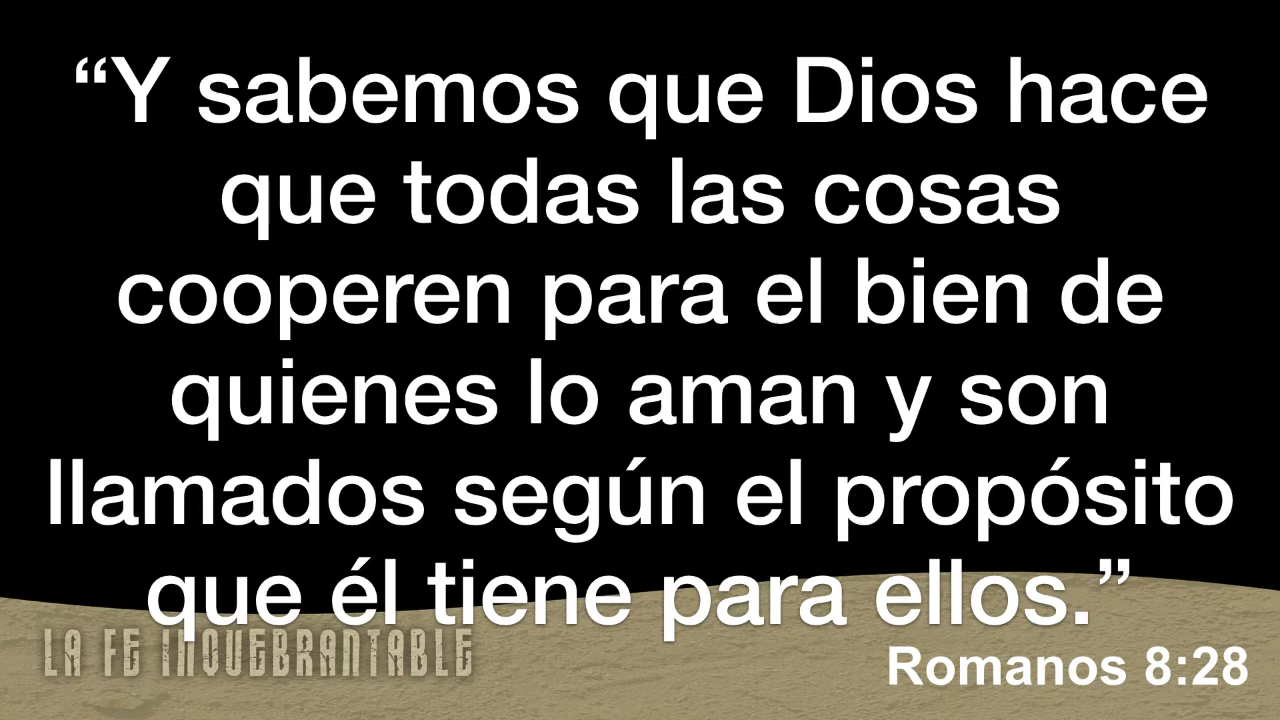 “Y sabemos que Dios hace
que todas las cosas
cooperen para el bien de
quienes lo aman y son
llamados según el propósito
que él tiene para ellos.”
LA FE INQUEBRANTABLE
Romanos 8:28